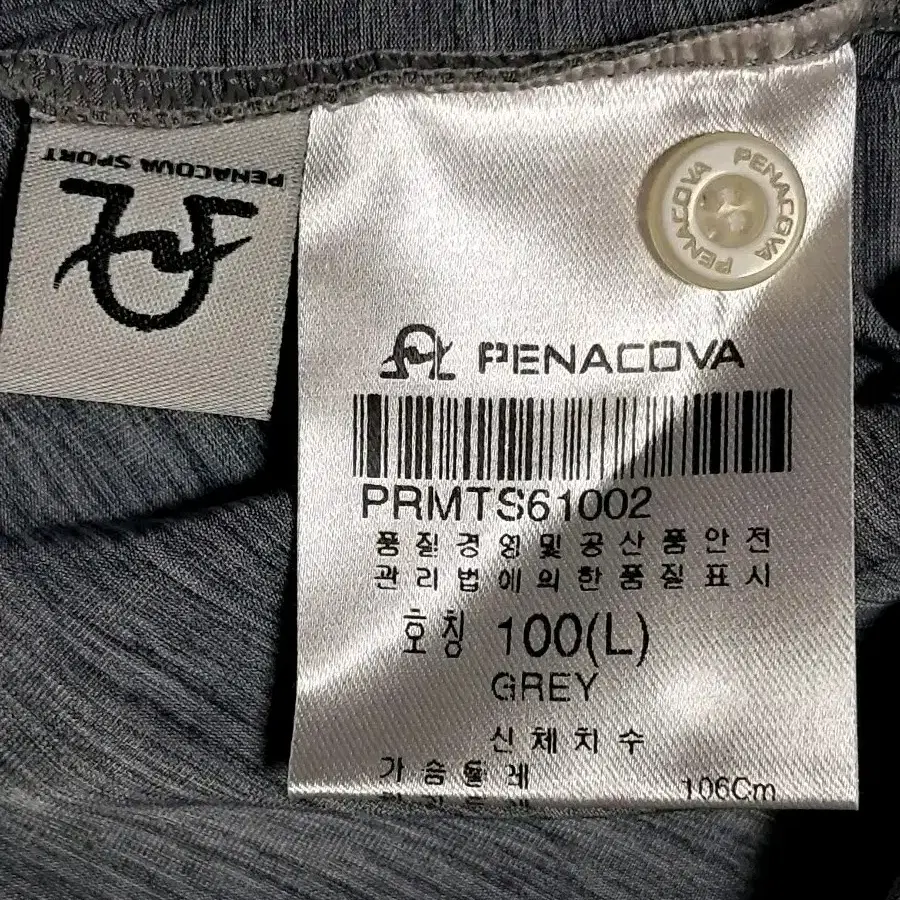 PENACOVA SPORT
PENACOVA PENACOVA
PENACOVA
PRMTS61002
품질경영및공산품안전
관리법에의한품질표시
호칭 100(L)
GREY
신체치수
가슴둘레 106Cm